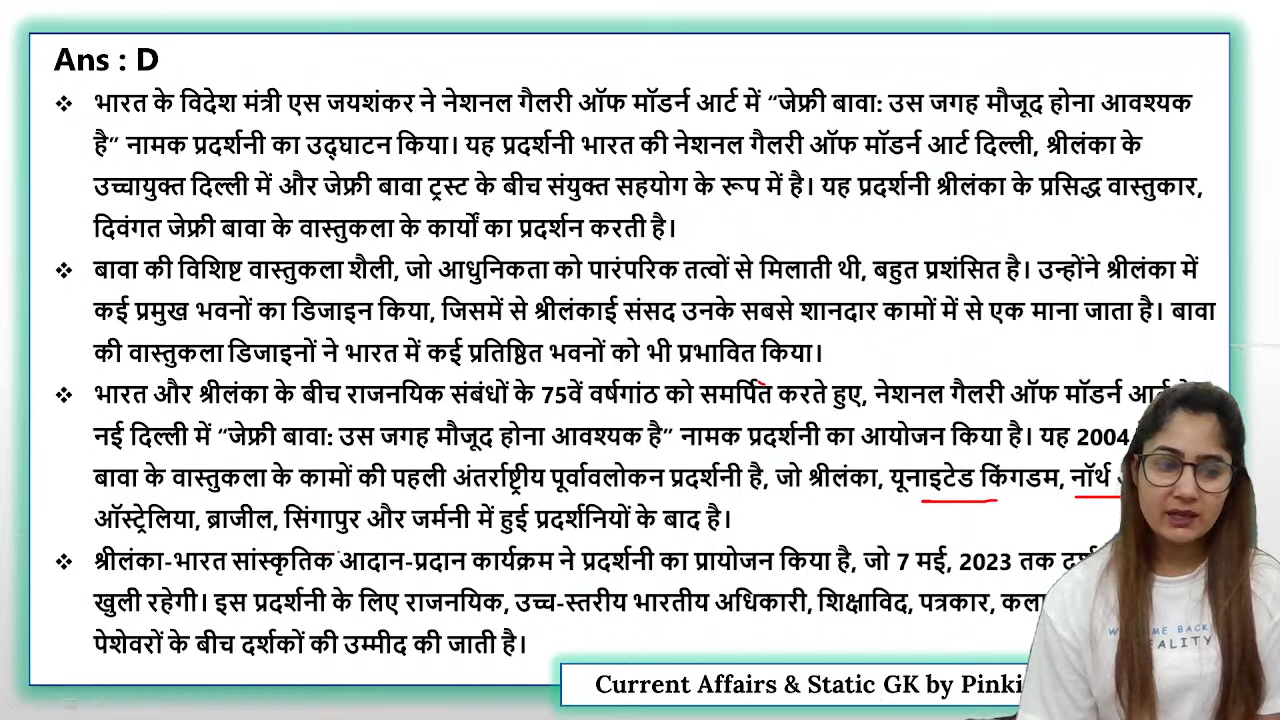 Ans : D
❖ भारत के विदेश मंत्री एस जयशंकर ने नेशनल गैलरी ऑफ मॉडर्न आर्ट में “जेफ्री बावा: उस जगह मौजूद होना आवश्यक
है” नामक प्रदर्शनी का उद्घाटन किया। यह प्रदर्शनी भारत की नेशनल गैलरी ऑफ मॉडर्न आर्ट दिल्ली, श्रीलंका के
उच्चायुक्त दिल्ली में और जेफ्री बावा ट्रस्ट के बीच संयुक्त सहयोग के रूप में है। यह प्रदर्शनी श्रीलंका के प्रसिद्ध वास्तुकार,
दिवंगत जेफ्री बावा के वास्तुकला के कार्यों का प्रदर्शन करती है।
❖ बावा की विशिष्ट वास्तुकला शैली, जो आधुनिकता को पारंपरिक तत्वों से मिलाती थी, बहुत प्रशंसित है। उन्होंने श्रीलंका में
कई प्रमुख भवनों का डिजाइन किया, जिसमें से श्रीलंकाई संसद उनके सबसे शानदार कामों में से एक माना जाता है। बावा
की वास्तुकला डिजाइनों ने भारत में कई प्रतिष्ठित भवनों को भी प्रभावित किया।
❖ भारत और श्रीलंका के बीच राजनयिक संबंधों के 75वें वर्षगांठ को समर्पित करते हुए, नेशनल गैलरी ऑफ मॉडर्न
नई दिल्ली में “जेफ्री बावा: उस जगह मौजूद होना आवश्यक है” नामक प्रदर्शनी का आयोजन किया है। यह 2004
बावा के वास्तुकला के कामों की पहली अंतर्राष्ट्रीय पूर्वावलोकन प्रदर्शनी है, जो श्रीलंका, यूनाइटेड किंगडम, नॉर्थ
ऑस्ट्रेलिया, ब्राजील, सिंगापुर और जर्मनी में हुई प्रदर्शनियों के बाद है।
❖ श्रीलंका-भारत सांस्कृतिक आदान-प्रदान कार्यक्रम ने प्रदर्शनी का प्रायोजन किया है, जो 7 मई, 2023 तक
खुली रहेगी। इस प्रदर्शनी के लिए राजनयिक, उच्च-स्तरीय भारतीय अधिकारी, शिक्षाविद, पत्रकार,
पेशेवरों के बीच दर्शकों की उम्मीद की जाती है।
Current Affairs & Static GK by Pinki